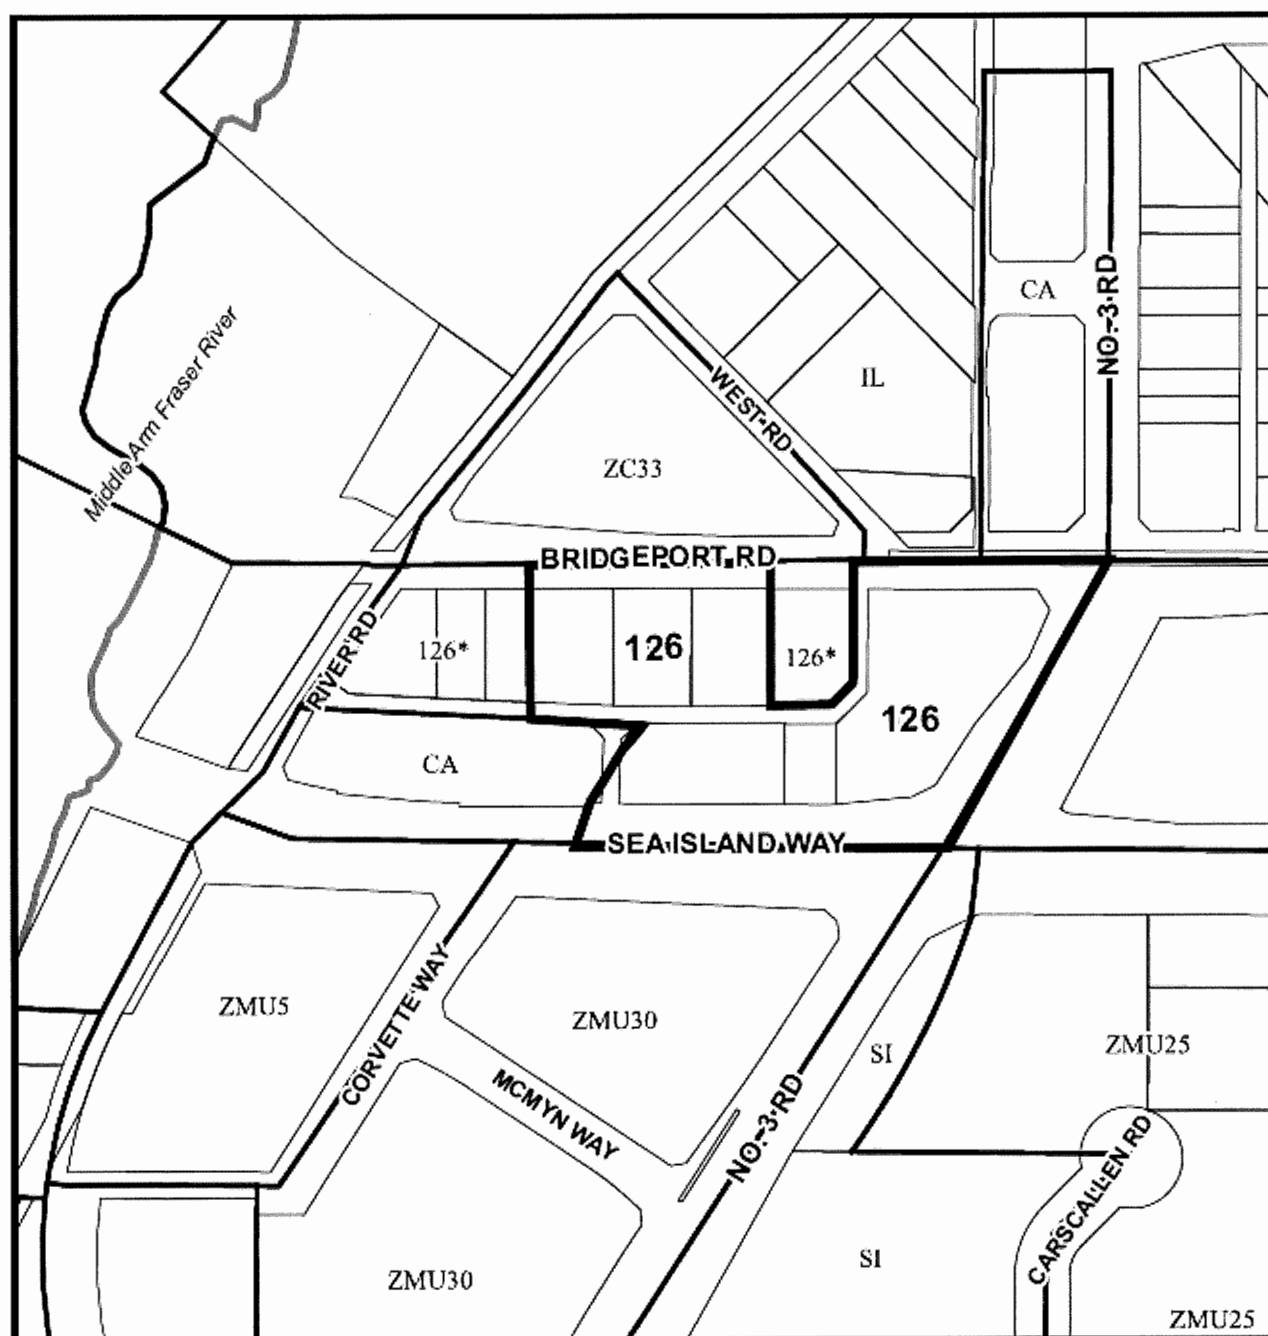 CA
NO. 3 RD
Middle Arm Fraser River
WEST RD
IL
ZC33
BRIDGEPORT RD
RIVER RD
126*
126
126*
126
CA
SEA ISLAND WAY
ZMU5
CORVETTE WAY
ZMU30
MCMYN WAY
NO. 3 RD
SI
ZMU25
CARSCALLEN RD
SI
ZMU30
ZMU25